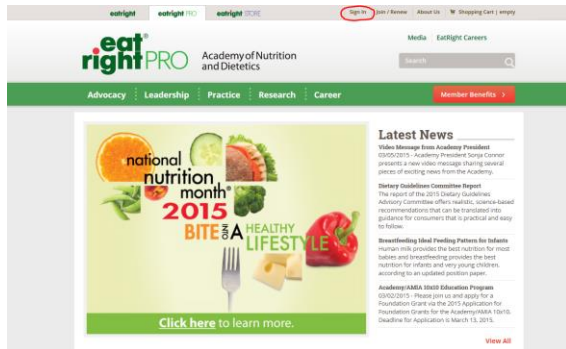 eatright eatright PRO eatright STORE Sign In Join / Renew About Us Shopping Cart | empty
Media EatRight Careers
eat®
right PRO Academy of Nutrition
and Dietetics
Search
Advocacy Leadership Practice Research Career Member Benefits >
national
nutrition
month®
2015
BITE INTO A HEALTHY
LIFESTYLE
Click here to learn more.
Latest News
Video Message from Academy President
03/05/2015 - Academy President Sonja Connor
presents a new video message sharing several
pieces of exciting news from the Academy.
Dietary Guidelines Committee Report
The report of the 2015 Dietary Guidelines
Advisory Committee offers realistic, science-based
recommendations that can be translated into
guidance for consumers that is practical and easy
to follow.
Breastfeeding Ideal Feeding Pattern for Infants
Human milk provides the best nutrition for most
babies and breastfeeding provides the best
nutrition for infants and very young children,
according to an updated position paper.
Academy/AMIA 10x10 Education Program
03/02/2015 - Please join us and apply for a
Foundation Grant via the 2015 Application for
Foundation Grants for the Academy/AMIA 10x10.
Deadline for Application is March 13, 2015.
View All